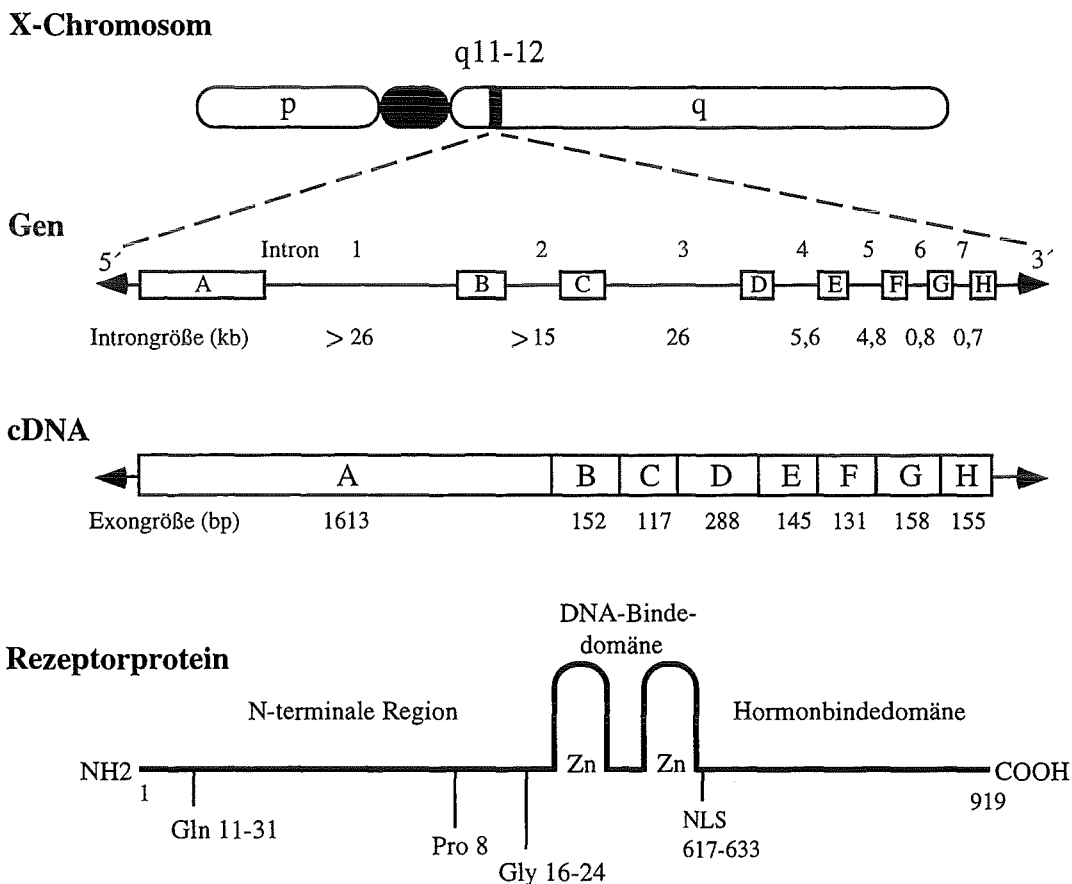 X-Chromosom
q11-12
p
q
Gen
5´
Intron 1 2 3 4 5 6 7
3´
A B C D E F G H
Introngröße (kb) > 26 > 15 26 5,6 4,8 0,8 0,7
cDNA
A B C D E F G H
Exongröße (bp) 1613 152 117 288 145 131 158 155
DNA-Binde-
domäne
Rezeptorprotein
N-terminale Region
Hormonbindedomäne
NH2
Zn Zn
COOH
1
919
Gln 11-31
Pro 8
Gly 16-24
NLS
617-633